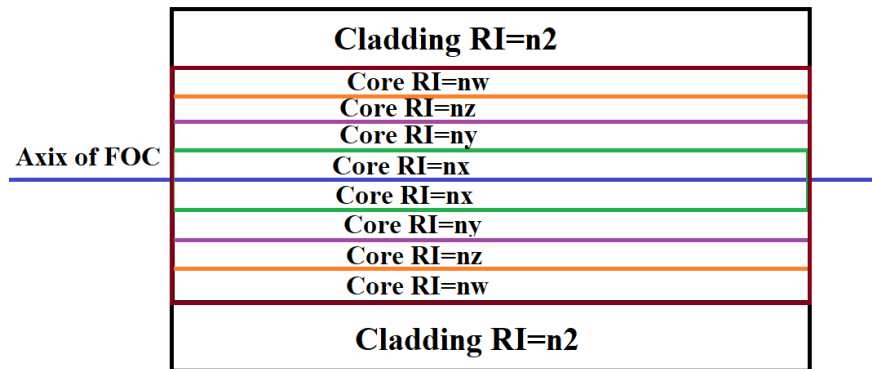 Cladding RI=n2
Core RI=nw
Core RI=nz
Core RI=ny
Axix of FOC
Core RI=nx
Core RI=nx
Core RI=ny
Core RI=nz
Core RI=nw
Cladding RI=n2